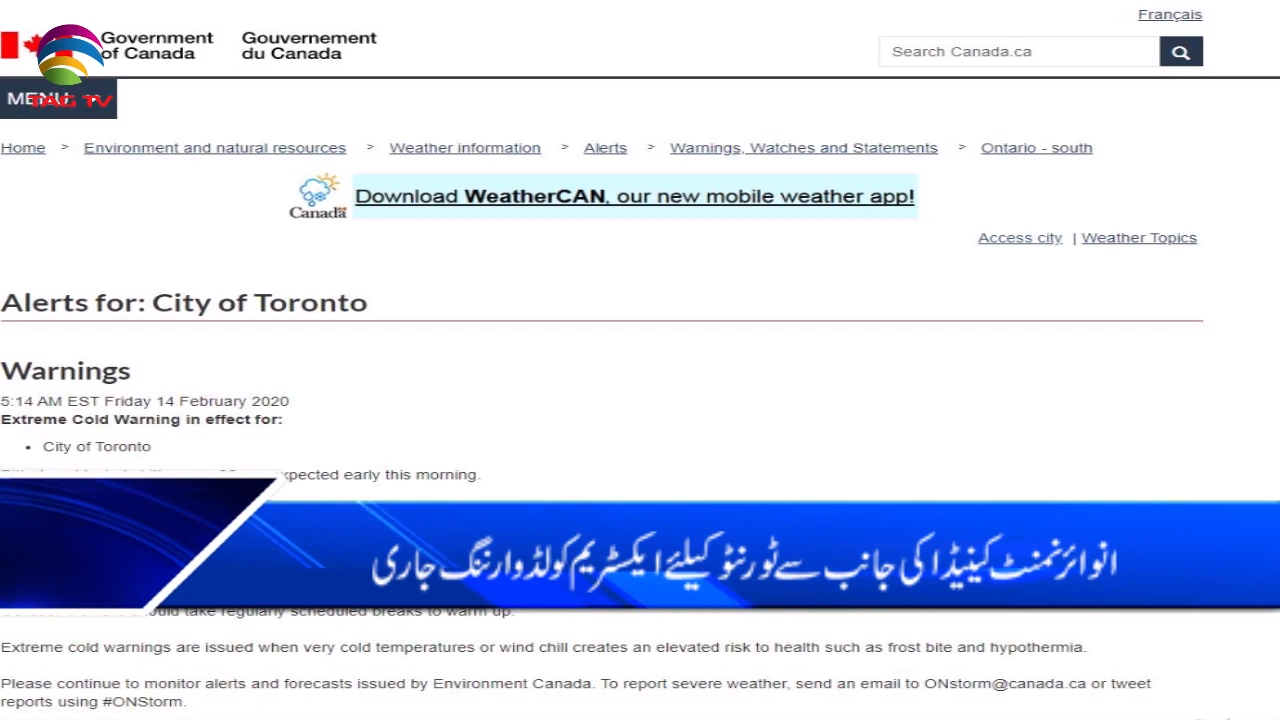 Français
Government of Canada
Gouvernement du Canada
Search Canada.ca
TAG TV
MENU
Home > Environment and natural resources > Weather information > Alerts > Warnings, Watches and Statements > Ontario - south
Canada
Download WeatherCAN, our new mobile weather app!
Access city | Weather Topics
Alerts for: City of Toronto
Warnings
5:14 AM EST Friday 14 February 2020
Extreme Cold Warning in effect for:
• City of Toronto
expected early this morning.
انوائرنمنٹ کینیڈا کی جانب سے ٹورنٹو کیلئے ایکسٹریم کولڈ وارننگ جاری
should take regularly scheduled breaks to warm up.
Extreme cold warnings are issued when very cold temperatures or wind chill creates an elevated risk to health such as frost bite and hypothermia.
Please continue to monitor alerts and forecasts issued by Environment Canada. To report severe weather, send an email to ONstorm@canada.ca or tweet
reports using #ONStorm.